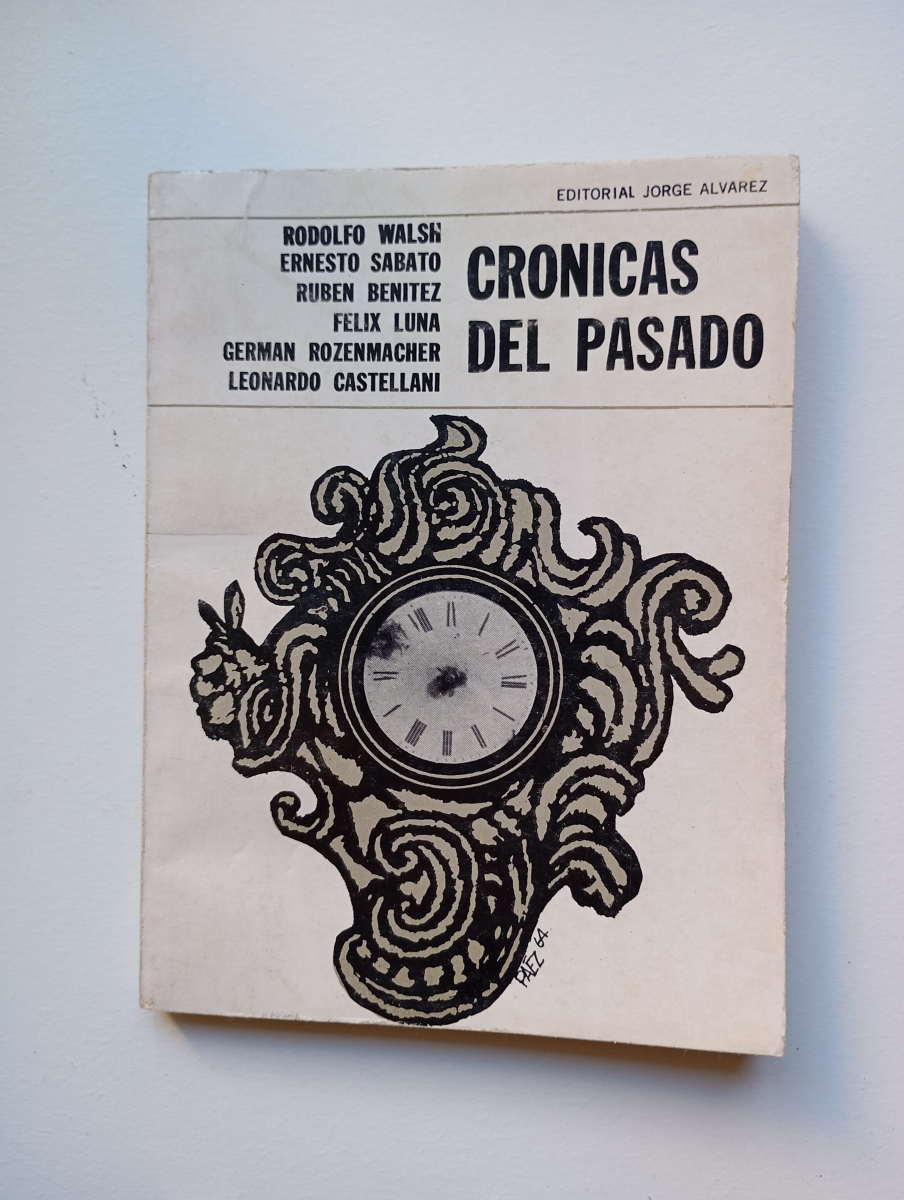 EDITORIAL JORGE ALVAREZ
RODOLFO WALSH
ERNESTO SABATO
RUBEN BENITEZ
FELIX LUNA
GERMAN ROZENMACHER
LEONARDO CASTELLANI
CRONICAS
DEL PASADO
PAÉZ 64